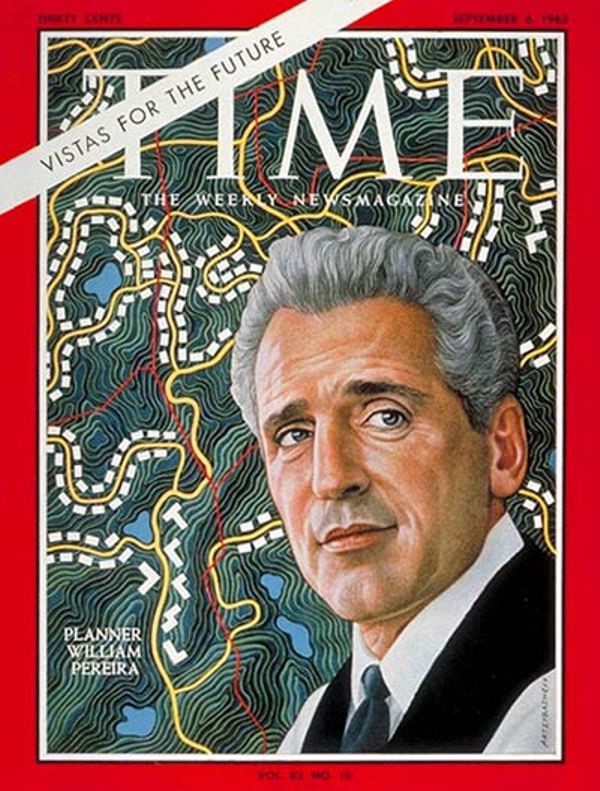 THIRTY CENTS
SEPTEMBER 6, 1963
VISTAS FOR THE FUTURE
TIME
THE WEEKLY NEWSMAGAZINE
PLANNER
WILLIAM
PEREIRA
ARTZYBASHEFF
VOL. 82 NO. 10